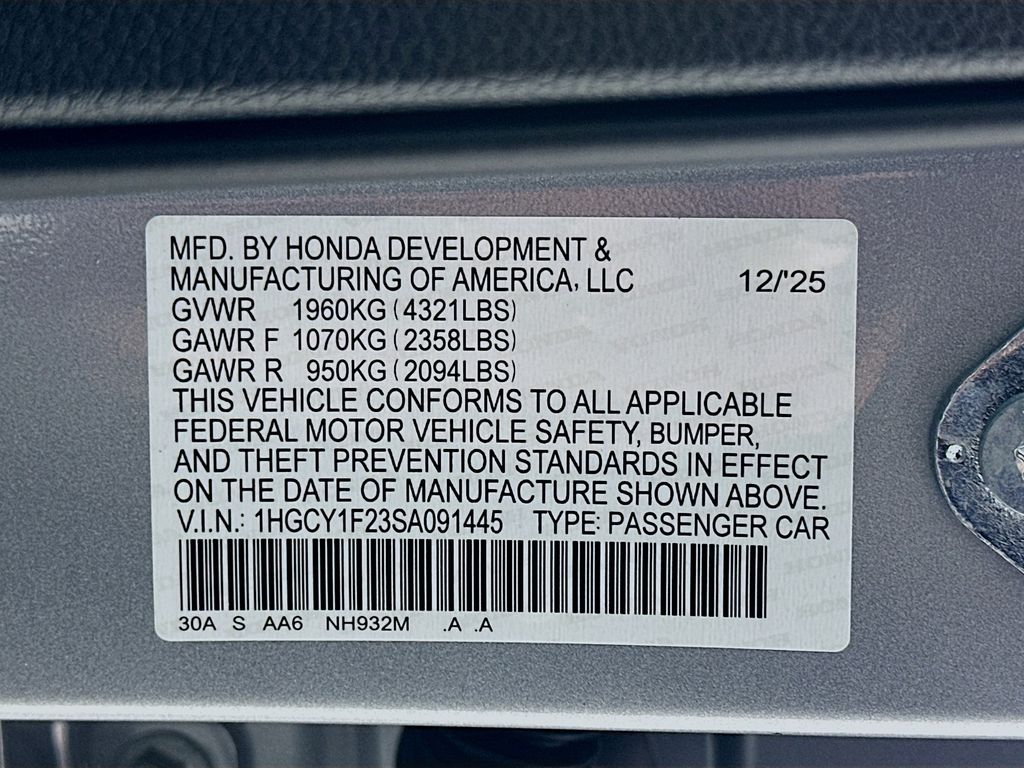 MFD. BY HONDA DEVELOPMENT &
MANUFACTURING OF AMERICA, LLC 12/'25
GVWR 1960KG (4321LBS)
GAWR F 1070KG (2358LBS)
GAWR R 950KG (2094LBS)
THIS VEHICLE CONFORMS TO ALL APPLICABLE
FEDERAL MOTOR VEHICLE SAFETY, BUMPER,
AND THEFT PREVENTION STANDARDS IN EFFECT
ON THE DATE OF MANUFACTURE SHOWN ABOVE.
V.I.N.: 1HGCY1F23SA091445 TYPE: PASSENGER CAR
30A S AA6 NH932M .A .A